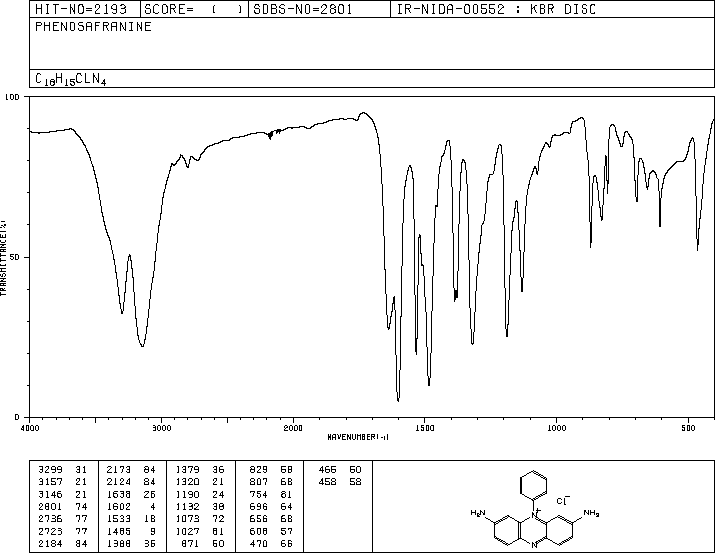 HIT-NO=2193 SCORE= ( ) SDBS-NO=2801 IR-NIDA-00552 : KBR DISC
PHENOSAFRANINE
C18H15CLN4
100
50
0
TRANSMITTANCE(%)
4000 3000 2000 1500 1000 500
WAVENUMBER(-1)
3299 31 2173 84 1379 36 829 58 466 50
3157 21 2124 84 1320 21 807 68 458 58
3146 21 1638 26 1190 24 754 81
2801 74 1602 4 1132 38 696 64
2736 77 1533 18 1073 72 656 68
2723 77 1485 9 1027 81 608 57
2184 84 1388 35 871 50 470 66
Cl−
H2N NH2
N+
N